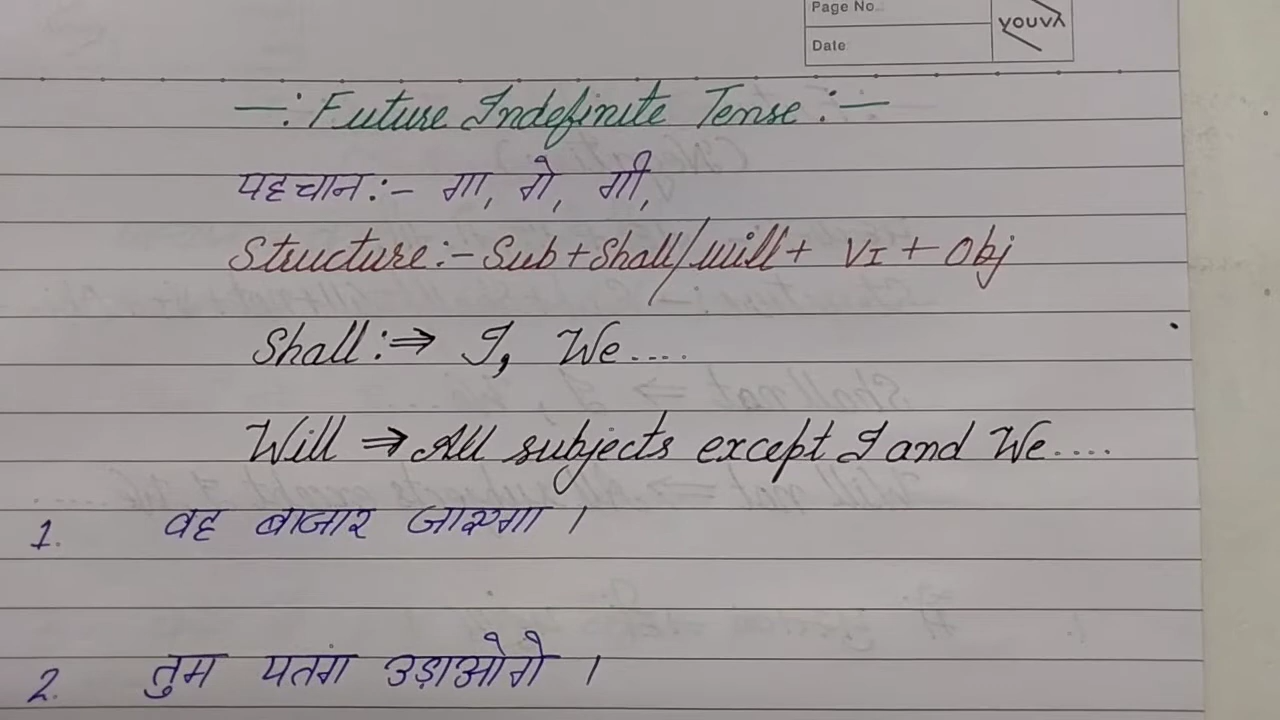 Page No.
Date
youva
—: Future Indefinite Tense :—
पहचान:- गा, गे, गी,
Structure:- Sub + Shall/will + VI + Obj
Shall:⇒ I, We....
Will ⇒ All subjects except I and We....
1. वह बाजार जाएगा ।
2. तुम पतंग उड़ाओगे ।